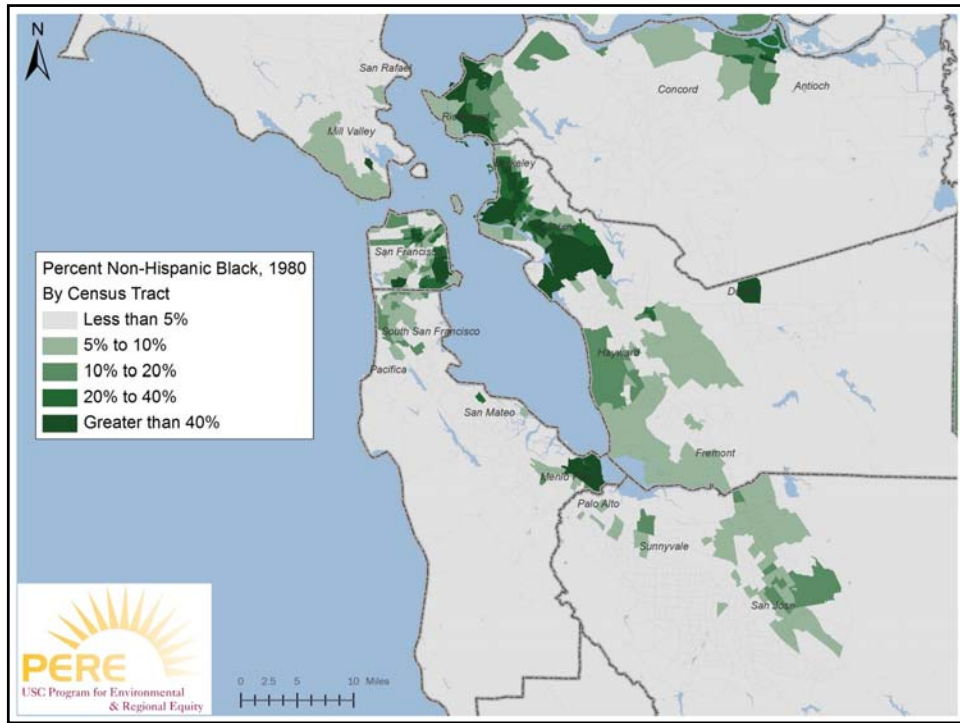 N
San Rafael
Concord
Antioch
Mill Valley
San Francisco
Percent Non-Hispanic Black, 1980
By Census Tract
Less than 5%
5% to 10%
10% to 20%
20% to 40%
Greater than 40%
South San Francisco
Hayward
Pacifica
San Mateo
Fremont
Menlo
Palo Alto
Sunnyvale
San Jose
PERE
USC Program for Environmental
& Regional Equity
0 2.5 5 10 Miles